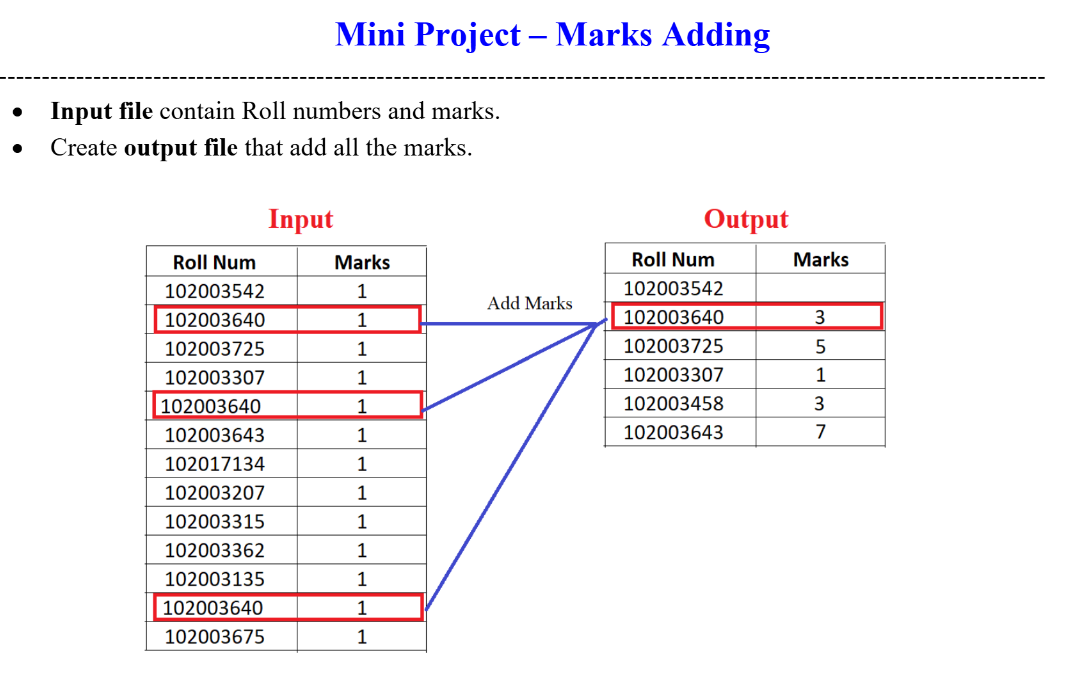 Mini Project – Marks Adding
• Input file contain Roll numbers and marks.
• Create output file that add all the marks.
Input
Roll Num Marks
102003542 1
102003640 1
102003725 1
102003307 1
102003640 1
102003643 1
102017134 1
102003207 1
102003315 1
102003362 1
102003135 1
102003640 1
102003675 1
Add Marks
Output
Roll Num Marks
102003542
102003640 3
102003725 5
102003307 1
102003458 3
102003643 7